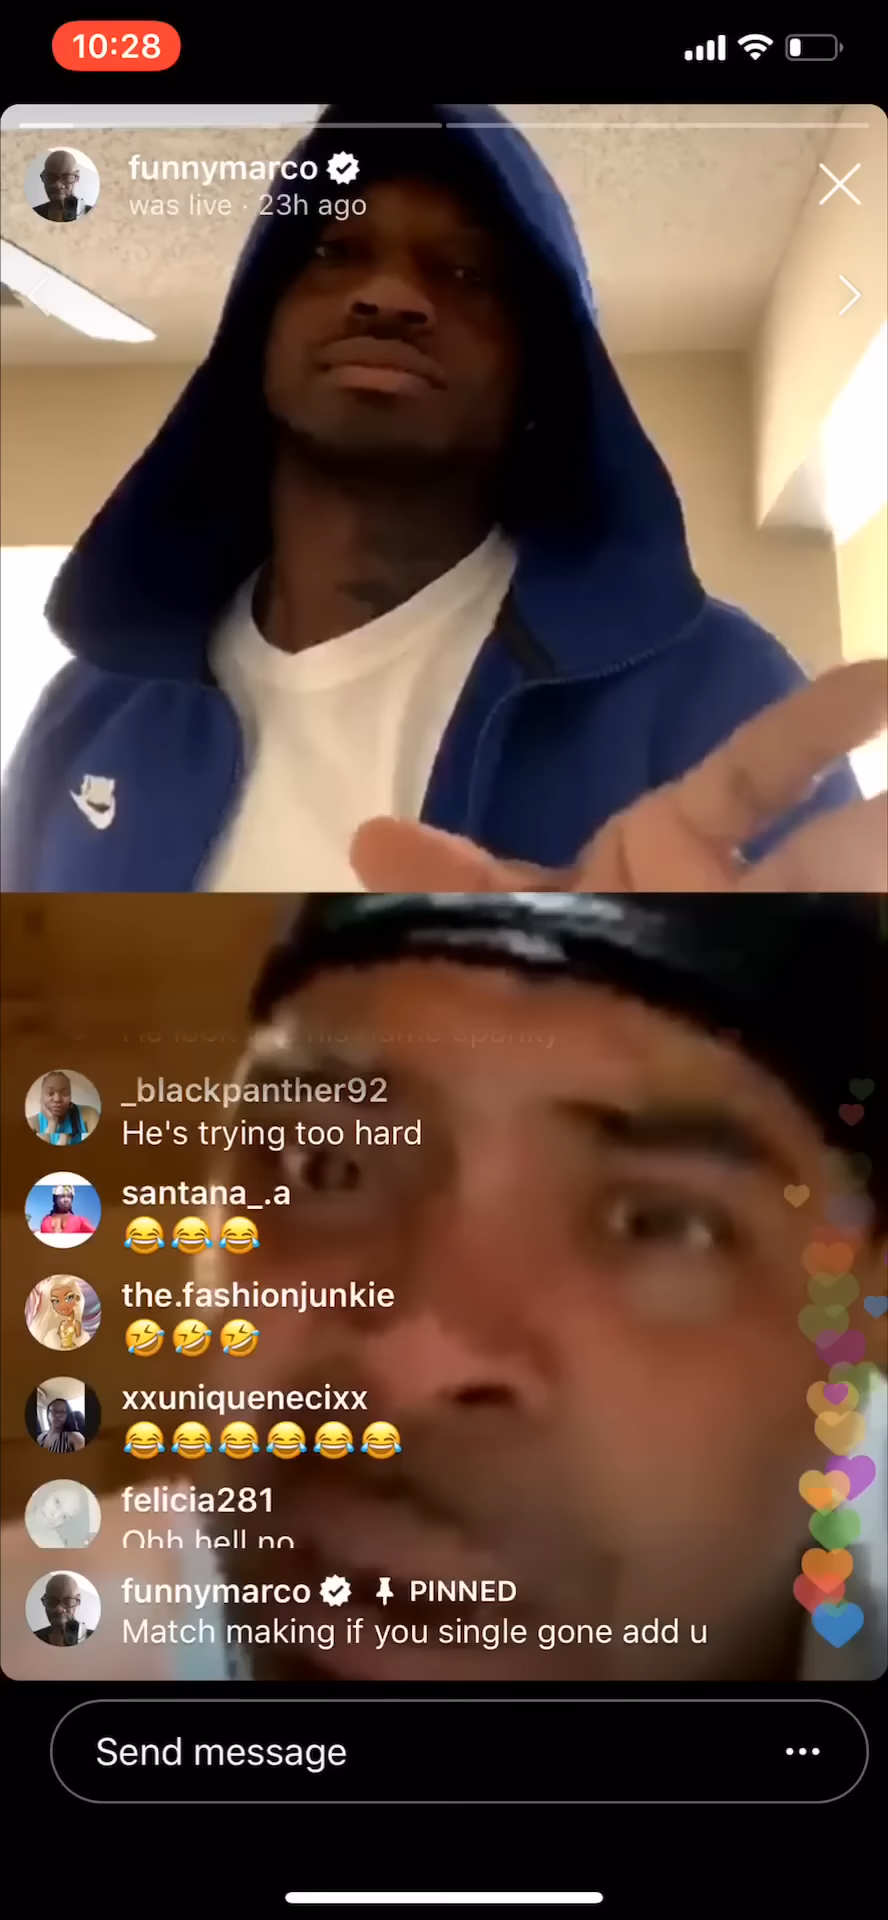 10:28
funnymarco
was live · 23h ago
_blackpanther92
He's trying too hard
santana_.a
😂😂😂
the.fashionjunkie
🤣🤣🤣
xxuniquenecixx
😂😂😂😂😂😂
felicia281
Ohh hell no
funnymarco PINNED
Match making if you single gone add u
Send message